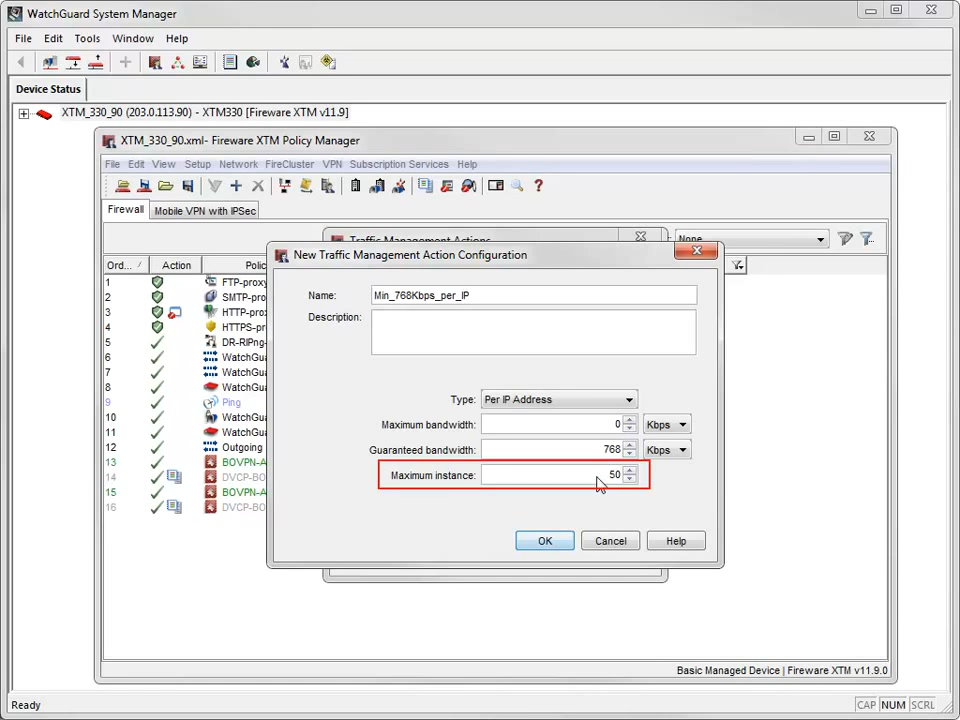 WatchGuard System Manager
File Edit Tools Window Help
Device Status
XTM_330_90 (203.0.113.90) - XTM330 [Fireware XTM v11.9]
XTM_330_90.xml- Fireware XTM Policy Manager
File Edit View Setup Network FireCluster VPN Subscription Services Help
Firewall Mobile VPN with IPSec
Traffic Management Actions
None
New Traffic Management Action Configuration
Ord... Action Polic
1 FTP-proxy
2 SMTP-pro
3 HTTP-prox
4 HTTPS-pr
5 DR-RIPng-
6 WatchGua
7 WatchGua
8 WatchGua
9 Ping
10 WatchGua
11 WatchGua
12 Outgoing
13 BOVPN-A
14 DVCP-BO
15 BOVPN-A
16 DVCP-BO
Name: Min_768Kbps_per_IP
Description:
Type: Per IP Address
Maximum bandwidth: 0 Kbps
Guaranteed bandwidth: 768 Kbps
Maximum instance: 50
OK Cancel Help
Basic Managed Device Fireware XTM v11.9.0
Ready CAP NUM SCRL